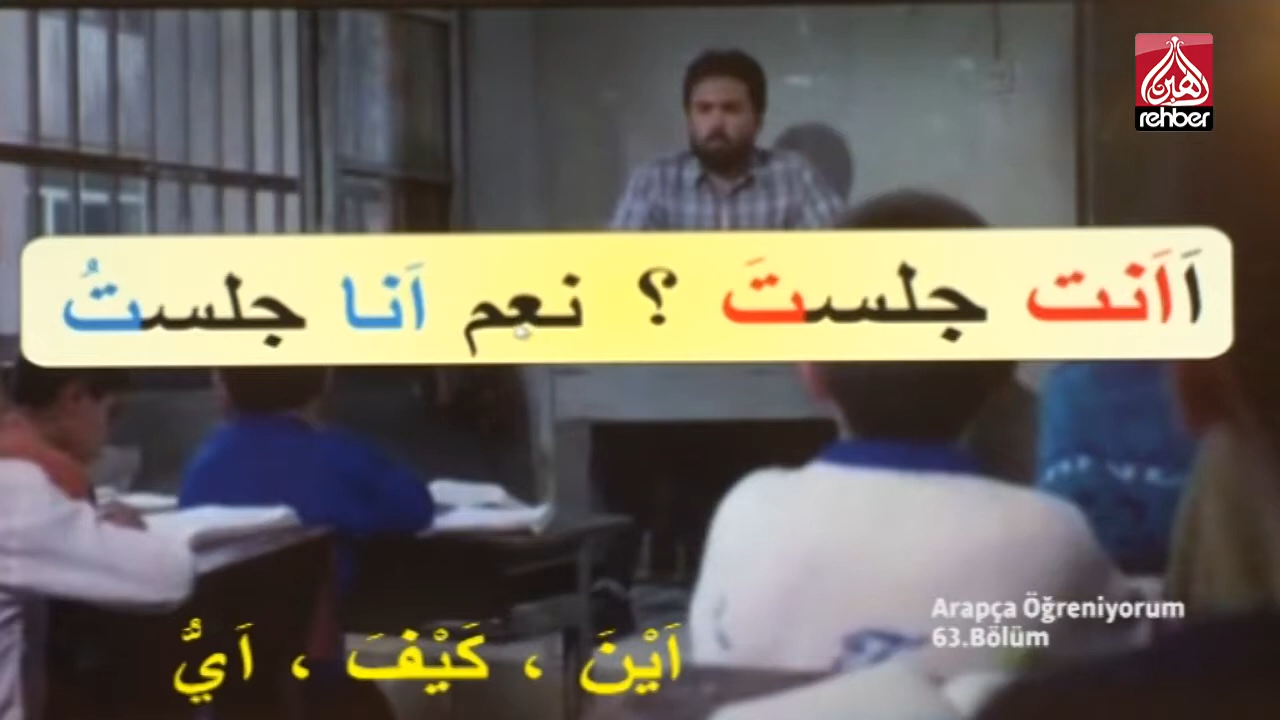 رهبر
rehber
اَ اَنت جلستَ ؟ نعم اَنا جلستُ
Arapça Öğreniyorum
63.Bölüm
اَيْنَ ، كَيْفَ ، اَيُّ